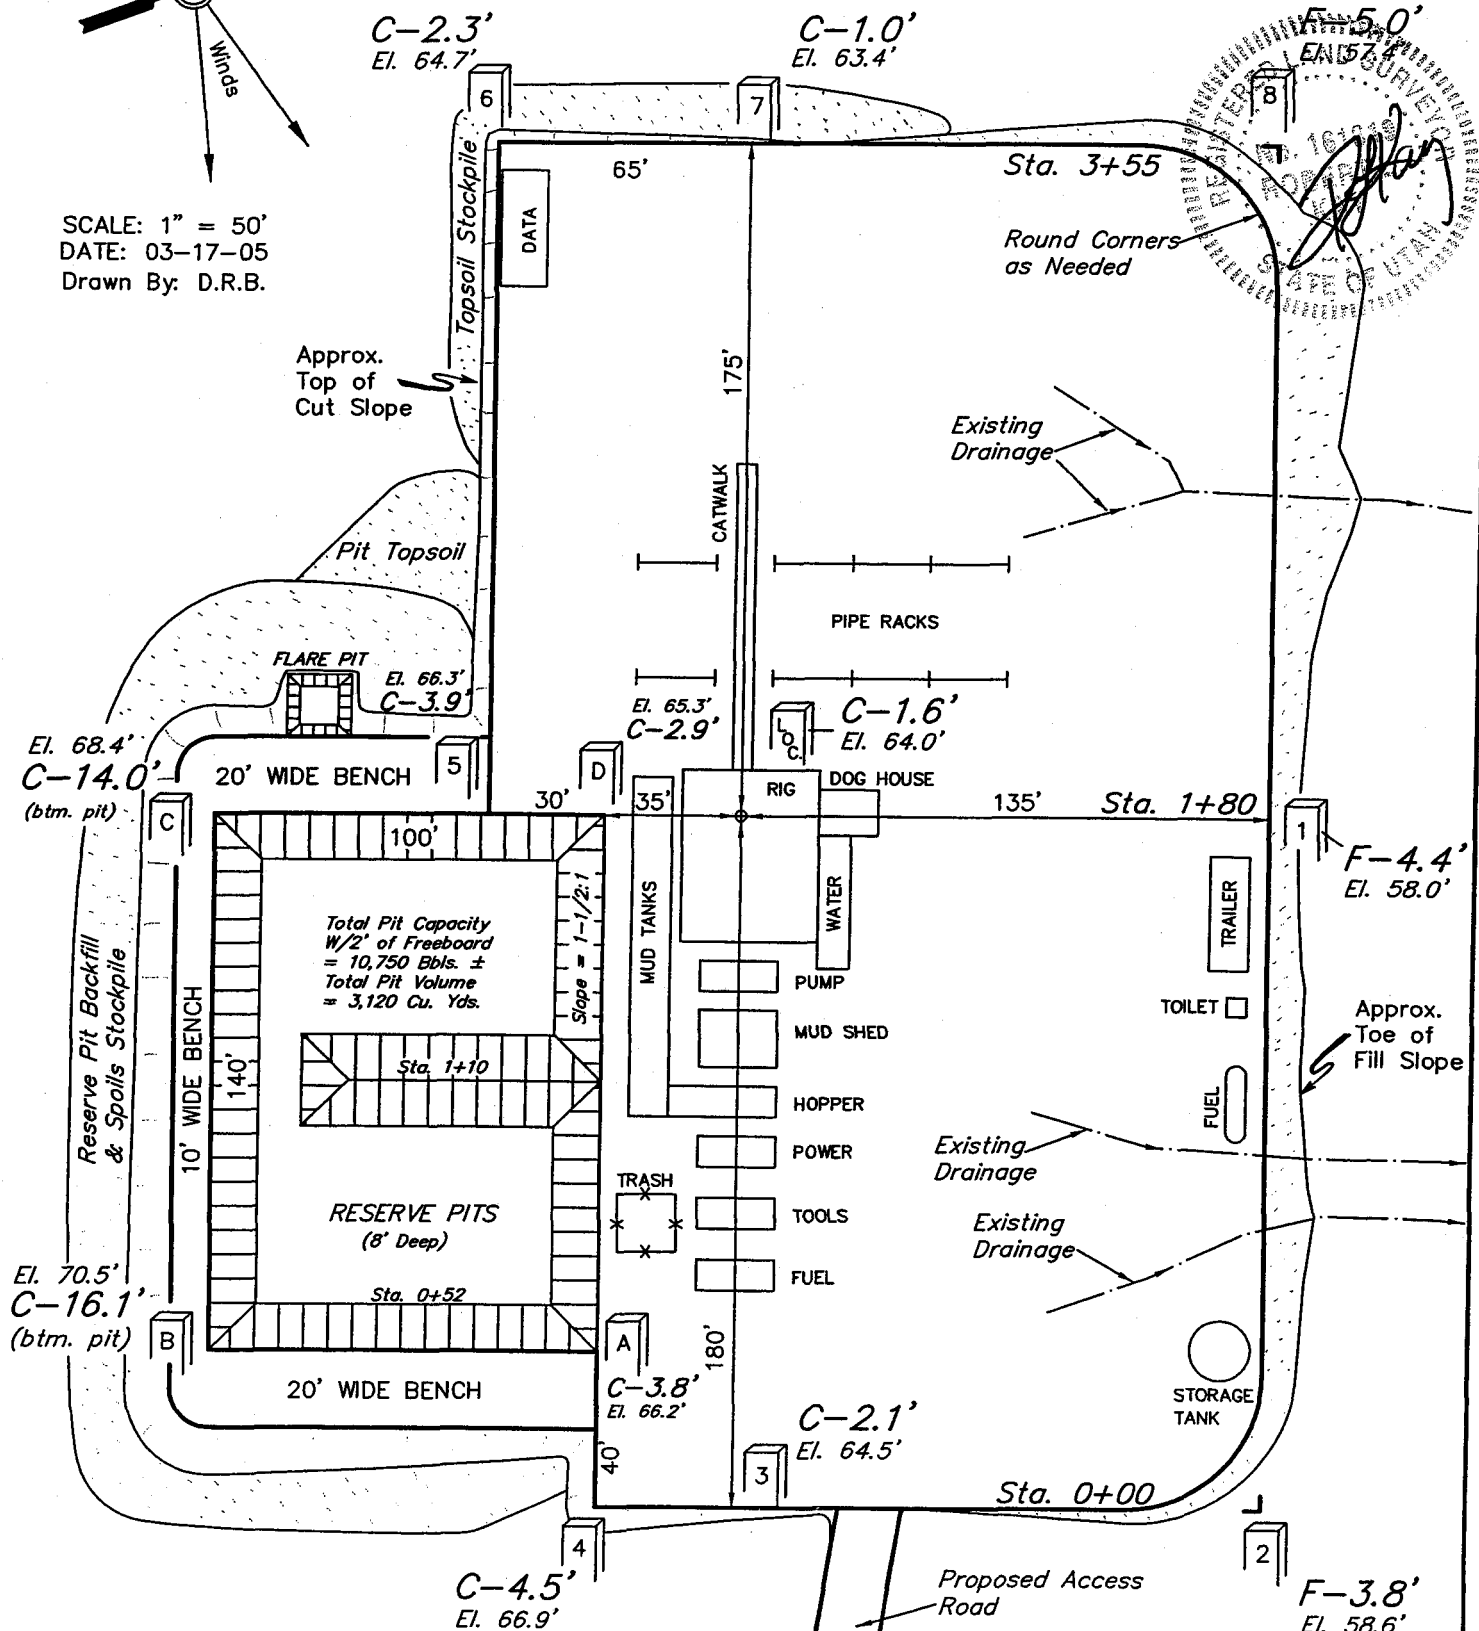 C-2.3'
El. 64.7'
C-1.0'
El. 63.4'
F-5.0'
El. 57.4'
Winds
6
7
8
REGISTERED LAND SURVEYOR
STATE OF UTAH
SCALE: 1" = 50'
DATE: 03-17-05
Drawn By: D.R.B.
65'
Sta. 3+55
DATA
Topsoil Stockpile
Round Corners
as Needed
Approx.
Top of
Cut Slope
175'
Existing
Drainage
CATWALK
Pit Topsoil
PIPE RACKS
FLARE PIT
El. 66.3'
C-3.9'
El. 65.3'
C-2.9'
LOC.
C-1.6'
El. 64.0'
El. 68.4'
C-14.0'
(btm. pit)
20' WIDE BENCH
5
D
RIG
DOG HOUSE
C
30'
35'
135'
Sta. 1+80
1
100'
F-4.4'
El. 58.0'
Total Pit Capacity
W/2' of Freeboard
= 10,750 Bbls. ±
Total Pit Volume
= 3,120 Cu. Yds.
Slope = 1-1/2:1
MUD TANKS
WATER
TRAILER
Reserve Pit Backfill
& Spoils Stockpile
10' WIDE BENCH
140'
PUMP
TOILET
MUD SHED
Approx.
Toe of
Fill Slope
Sta. 1+10
HOPPER
FUEL
POWER
Existing
Drainage
TRASH
RESERVE PITS
(8' Deep)
TOOLS
Existing
Drainage
FUEL
El. 70.5'
C-16.1'
(btm. pit)
Sta. 0+52
B
A
180'
20' WIDE BENCH
C-3.8'
El. 66.2'
STORAGE
TANK
C-2.1'
El. 64.5'
40'
3
Sta. 0+00
4
2
C-4.5'
El. 66.9'
Proposed Access
Road
F-3.8'
El. 58.6'